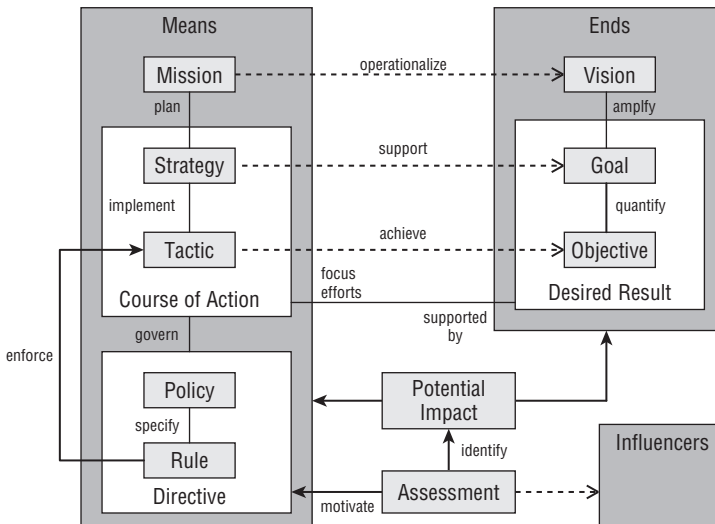 Means
Ends
Mission
operationalize
Vision
plan
amplfy
Strategy
support
Goal
implement
quantify
Tactic
achieve
Objective
Course of Action
focus
efforts
Desired Result
supported
by
govern
enforce
Policy
Potential
Impact
specify
Rule
identify
Influencers
Directive
motivate
Assessment